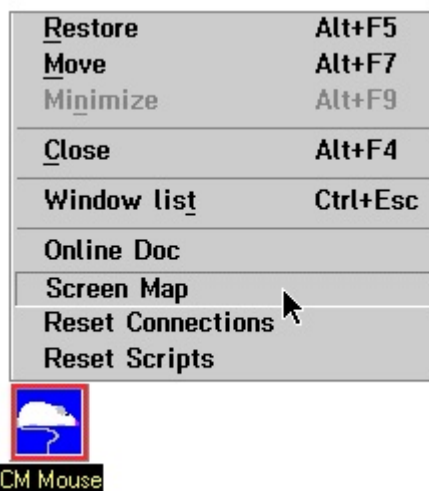 Restore Alt+F5
Move Alt+F7
Minimize Alt+F9
Close Alt+F4
Window list Ctrl+Esc
Online Doc
Screen Map
Reset Connections
Reset Scripts
CM Mouse